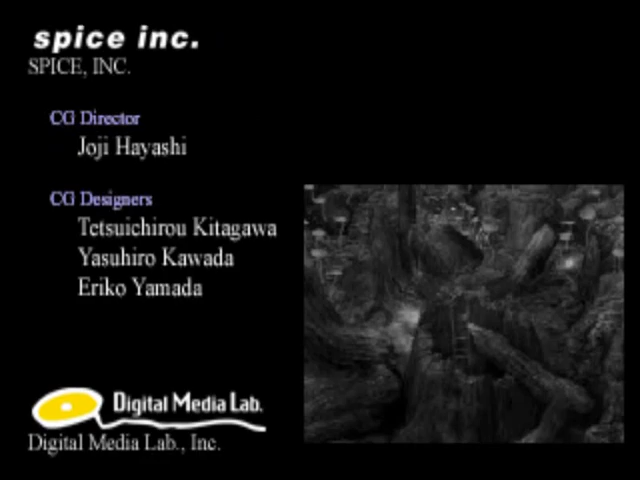 spice inc.
SPICE, INC.
CG Director
Joji Hayashi
CG Designers
Tetsuichirou Kitagawa
Yasuhiro Kawada
Eriko Yamada
Digital Media Lab.
Digital Media Lab., Inc.